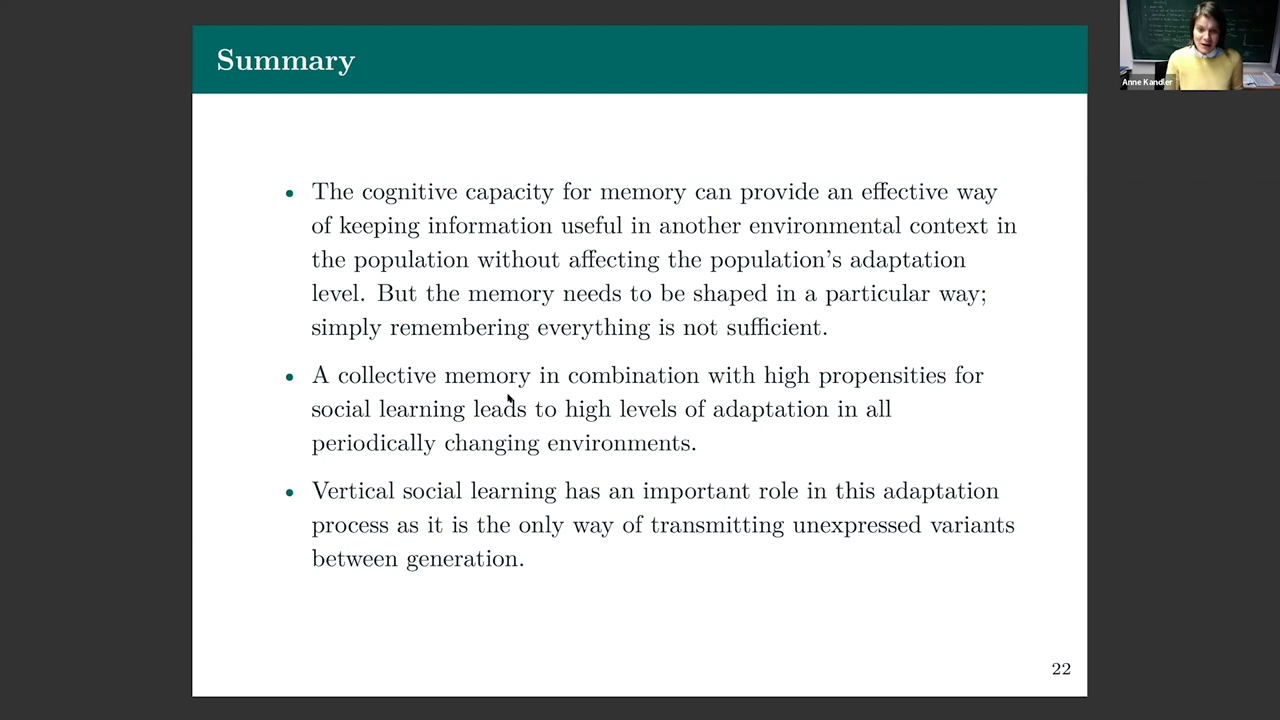 Summary
Anne Kandler
• The cognitive capacity for memory can provide an effective way
of keeping information useful in another environmental context in
the population without affecting the population's adaptation
level. But the memory needs to be shaped in a particular way;
simply remembering everything is not sufficient.
• A collective memory in combination with high propensities for
social learning leads to high levels of adaptation in all
periodically changing environments.
• Vertical social learning has an important role in this adaptation
process as it is the only way of transmitting unexpressed variants
between generation.
22